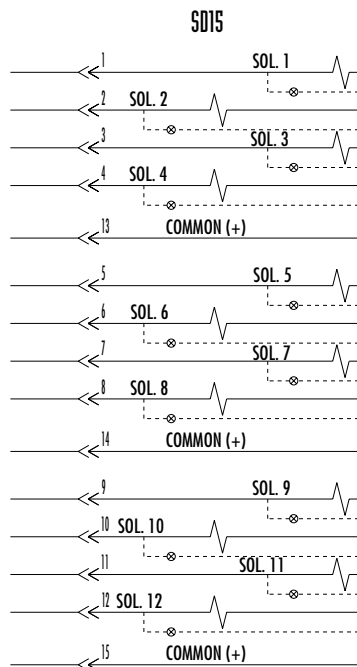 SD15
1 SOL. 1
2 SOL. 2
3 SOL. 3
4 SOL. 4
13 COMMON (+)
5 SOL. 5
6 SOL. 6
7 SOL. 7
8 SOL. 8
14 COMMON (+)
9 SOL. 9
10 SOL. 10
11 SOL. 11
12 SOL. 12
15 COMMON (+)